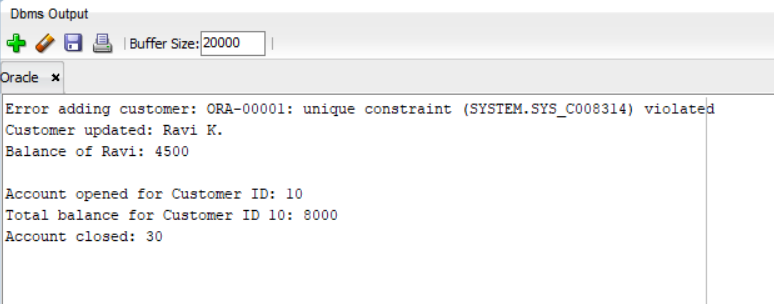 Dbms Output
Buffer Size: 20000
Oracle
Error adding customer: ORA-00001: unique constraint (SYSTEM.SYS_C008314) violated
Customer updated: Ravi K.
Balance of Ravi: 4500
Account opened for Customer ID: 10
Total balance for Customer ID 10: 8000
Account closed: 30